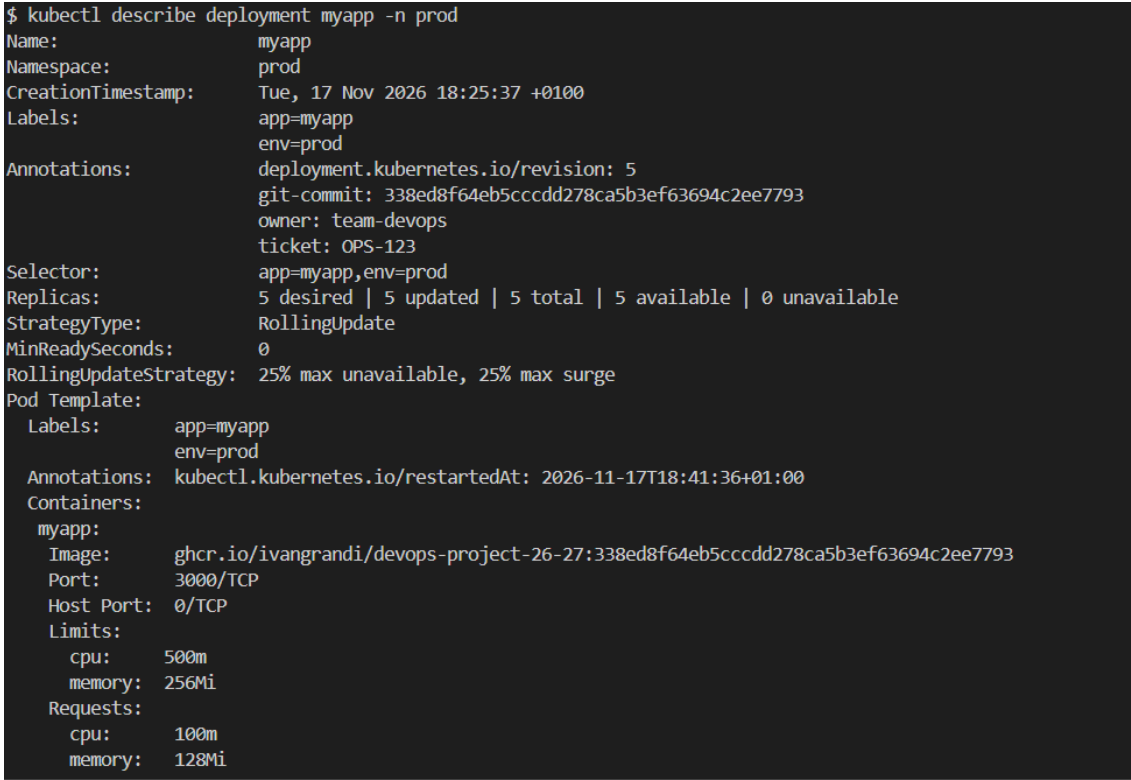 $ kubectl describe deployment myapp -n prod
Name:                   myapp
Namespace:              prod
CreationTimestamp:      Tue, 17 Nov 2026 18:25:37 +0100
Labels:                 app=myapp
                        env=prod
Annotations:            deployment.kubernetes.io/revision: 5
                        git-commit: 338ed8f64eb5cccdd278ca5b3ef63694c2ee7793
                        owner: team-devops
                        ticket: OPS-123
Selector:               app=myapp,env=prod
Replicas:               5 desired | 5 updated | 5 total | 5 available | 0 unavailable
StrategyType:           RollingUpdate
MinReadySeconds:        0
RollingUpdateStrategy:  25% max unavailable, 25% max surge
Pod Template:
  Labels:       app=myapp
                env=prod
  Annotations:  kubectl.kubernetes.io/restartedAt: 2026-11-17T18:41:36+01:00
  Containers:
   myapp:
    Image:      ghcr.io/ivangrandi/devops-project-26-27:338ed8f64eb5cccdd278ca5b3ef63694c2ee7793
    Port:       3000/TCP
    Host Port:  0/TCP
    Limits:
      cpu:     500m
      memory:  256Mi
    Requests:
      cpu:      100m
      memory:   128Mi